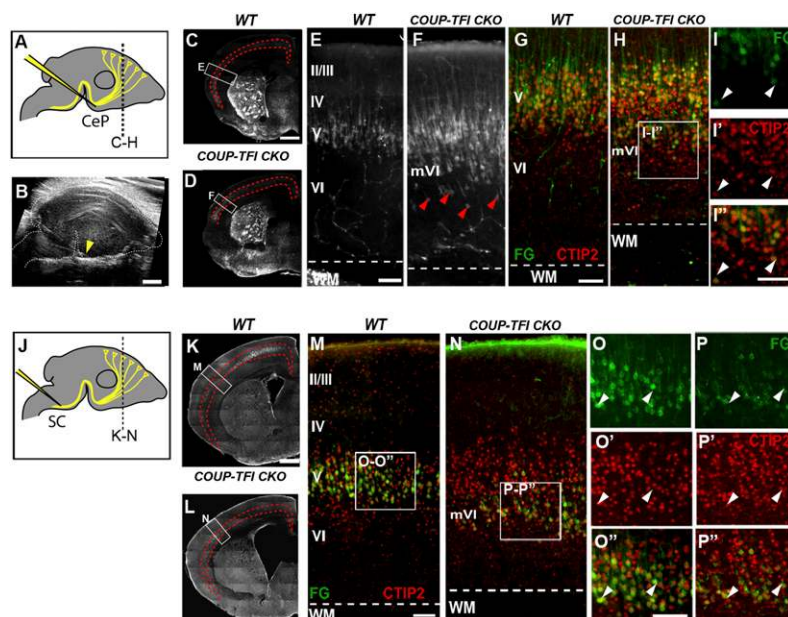 WT
WT
COUP-TFI CKO
WT
COUP-TFI CKO
A
CeP
C-H
B
C
E
COUP-TFI CKO
D
F
E
II/III
IV
V
VI
WM
F
mVI
G
V
VI
FG
CTIP2
WM
H
I-I''
mVI
WM
I
FG
I'
CTIP2
I''
WT
WT
COUP-TFI CKO
J
SC
K-N
K
M
COUP-TFI CKO
L
N
M
II/III
IV
V
O-O''
VI
FG
CTIP2
WM
N
P-P''
mVI
WM
O
P
FG
O'
P'
CTIP2
O''
P''